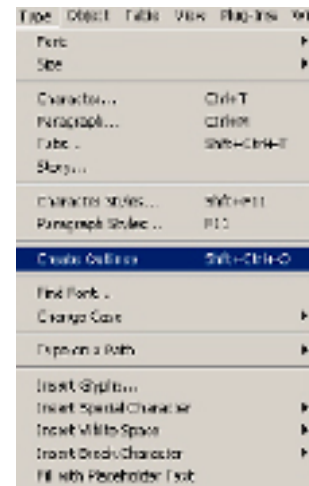 Type Object Table View Plug-Ins Wi
Font
Size
Character... Ctrl+T
Paragraph... Ctrl+M
Tabs... Shift+Ctrl+T
Story...
Character Styles... Shift+F11
Paragraph Styles... F11
Create Outlines Shift+Ctrl+O
Find Font...
Change Case
Type on a Path
Insert Glyphs...
Insert Special Character
Insert White Space
Insert Break Character
Fill with Placeholder Text